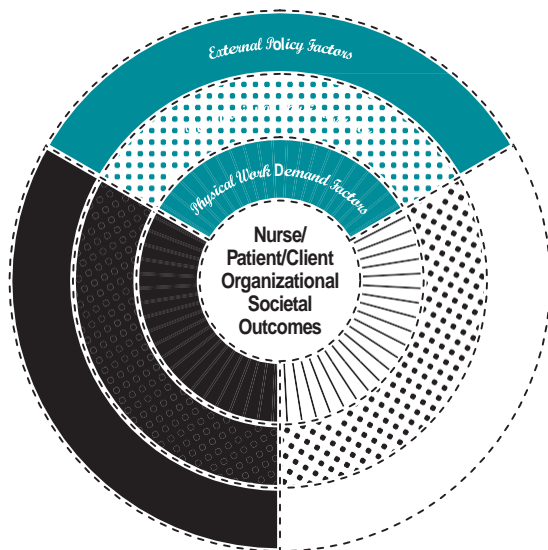 External Policy Factors
Physical Work Demand Factors
Nurse/
Patient/Client
Organizational
Societal
Outcomes